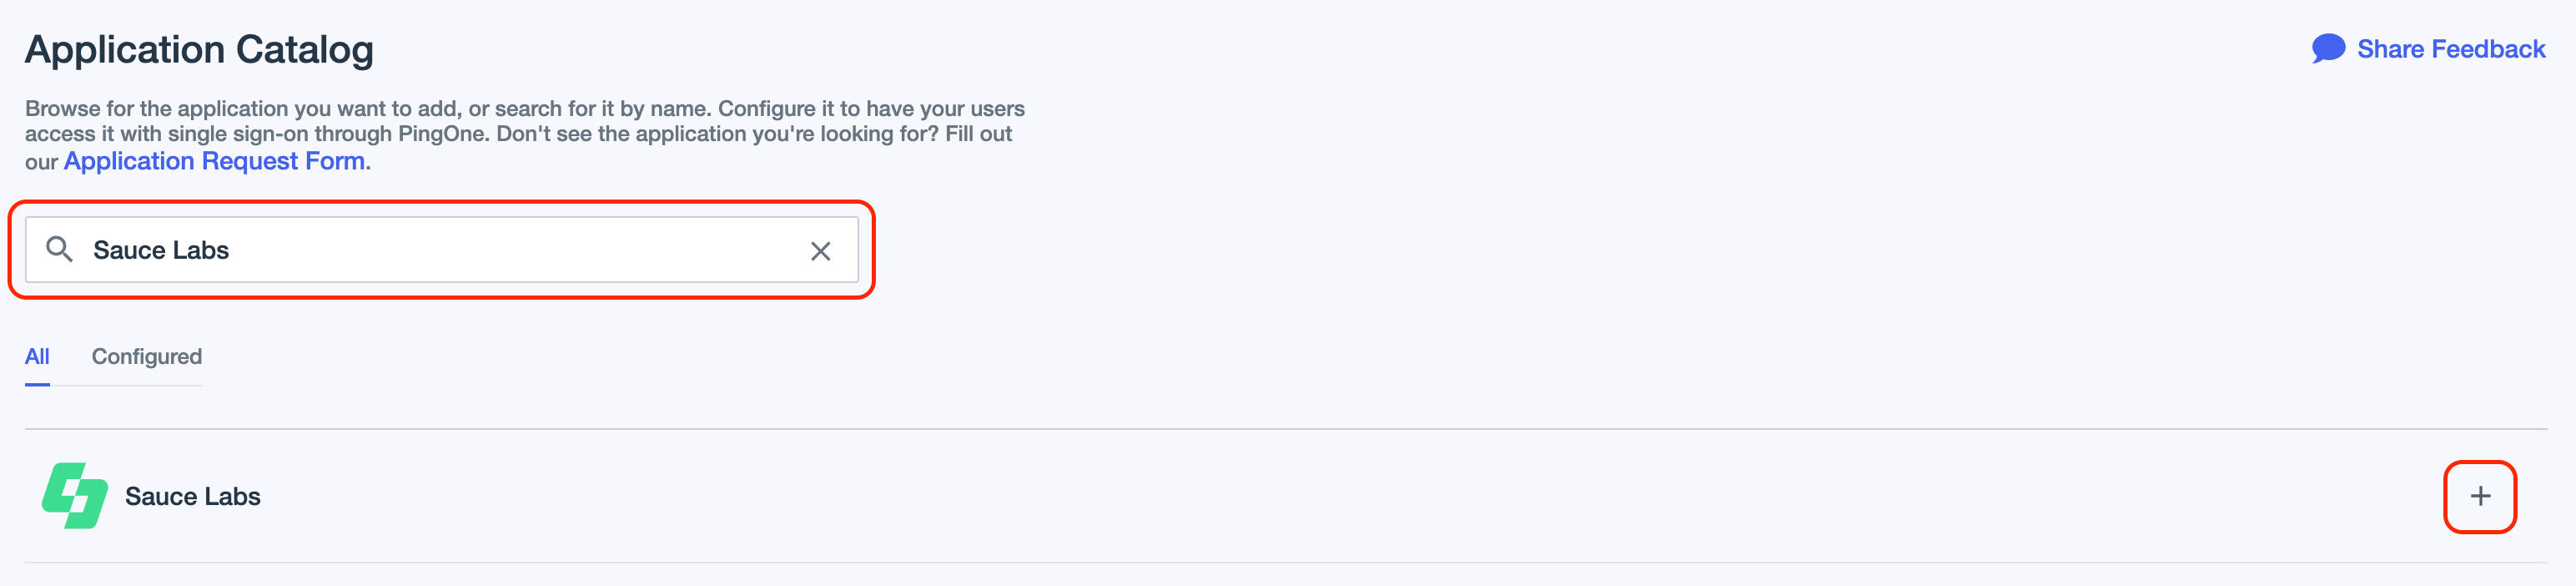 Application Catalog
Share Feedback
Browse for the application you want to add, or search for it by name. Configure it to have your users
access it with single sign-on through PingOne. Don't see the application you're looking for? Fill out
our Application Request Form.
Sauce Labs
All Configured
Sauce Labs